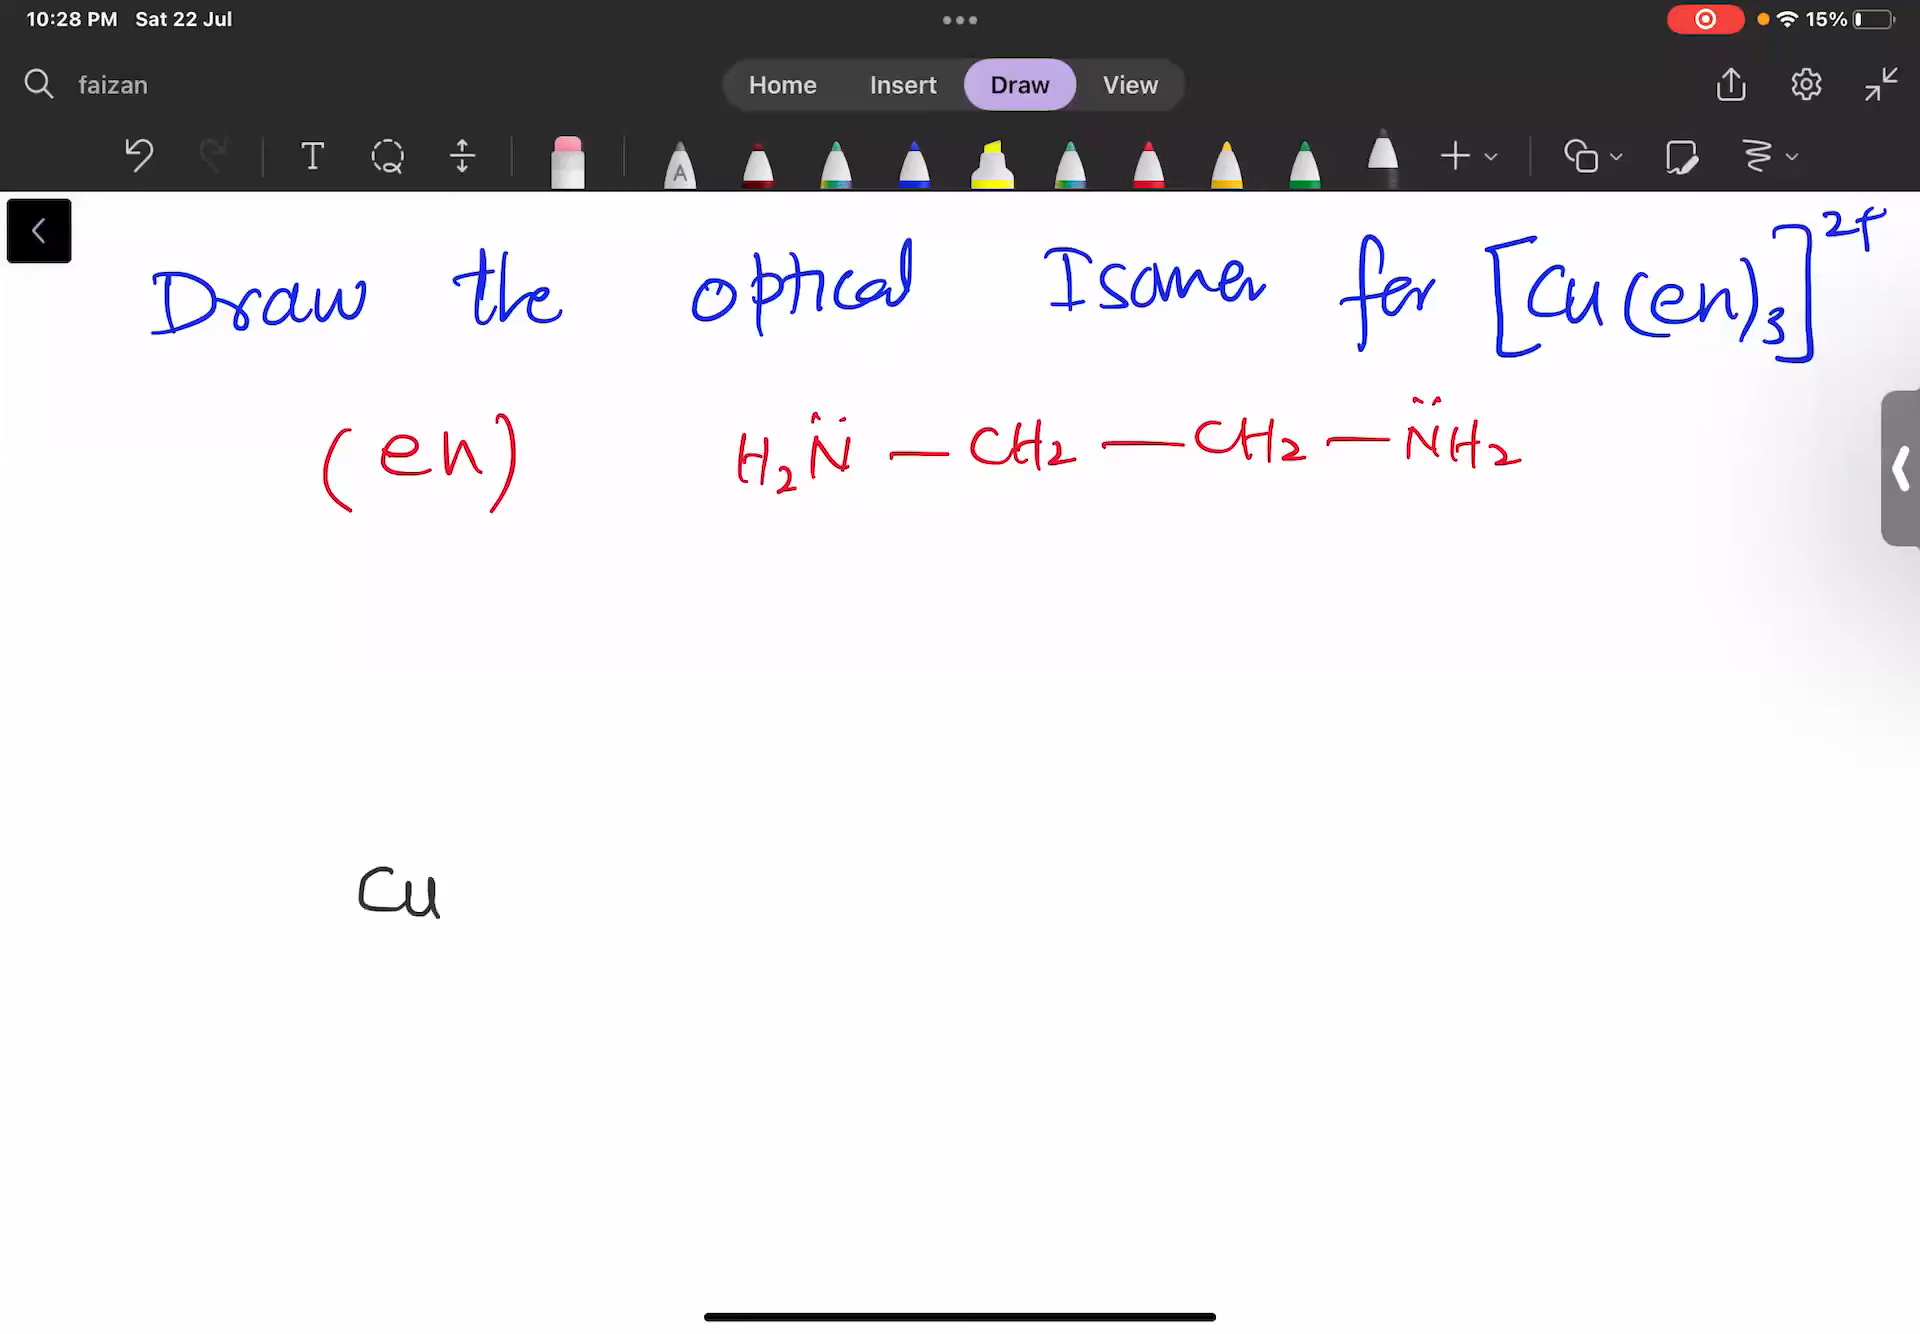 10:28 PM Sat 22 Jul 15%
faizan Home Insert Draw View
T A
Draw the optical Isomer for [Cu(en)₃]²⁺
(en) H₂N̈ — CH₂ — CH₂ — N̈H₂
Cu